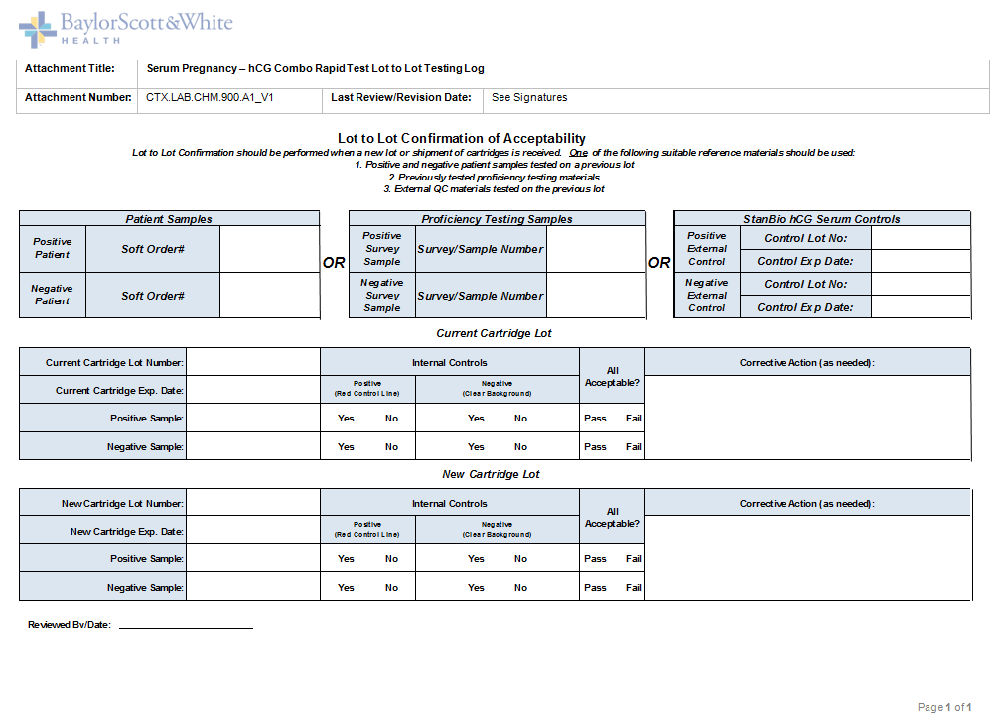 BaylorScott&White
HEALTH
Attachment Title: Serum Pregnancy – hCG Combo Rapid Test Lot to Lot Testing Log
Attachment Number: CTX.LAB.CHM.900.A1_V1 Last Review/Revision Date: See Signatures
Lot to Lot Confirmation of Acceptability
Lot to Lot Confirmation should be performed when a new lot or shipment of cartridges is received. One of the following suitable reference materials should be used:
1. Positive and negative patient samples tested on a previous lot
2. Previously tested proficiency testing materials
3. External QC materials tested on the previous lot
Patient Samples
Positive Patient Soft Order#
Negative Patient Soft Order#
OR
Proficiency Testing Samples
Positive Survey Sample Survey/Sample Number
Negative Survey Sample Survey/Sample Number
OR
StanBio hCG Serum Controls
Positive External Control Control Lot No:
Control Exp Date:
Negative External Control Control Lot No:
Control Exp Date:
Current Cartridge Lot
Current Cartridge Lot Number: Internal Controls All Acceptable? Corrective Action (as needed):
Current Cartridge Exp. Date: Positive (Red Control Line) Negative (Clear Background)
Positive Sample: Yes No Yes No Pass Fail
Negative Sample: Yes No Yes No Pass Fail
New Cartridge Lot
New Cartridge Lot Number: Internal Controls All Acceptable? Corrective Action (as needed):
New Cartridge Exp. Date: Positive (Red Control Line) Negative (Clear Background)
Positive Sample: Yes No Yes No Pass Fail
Negative Sample: Yes No Yes No Pass Fail
Reviewed By/Date:
Page 1 of 1